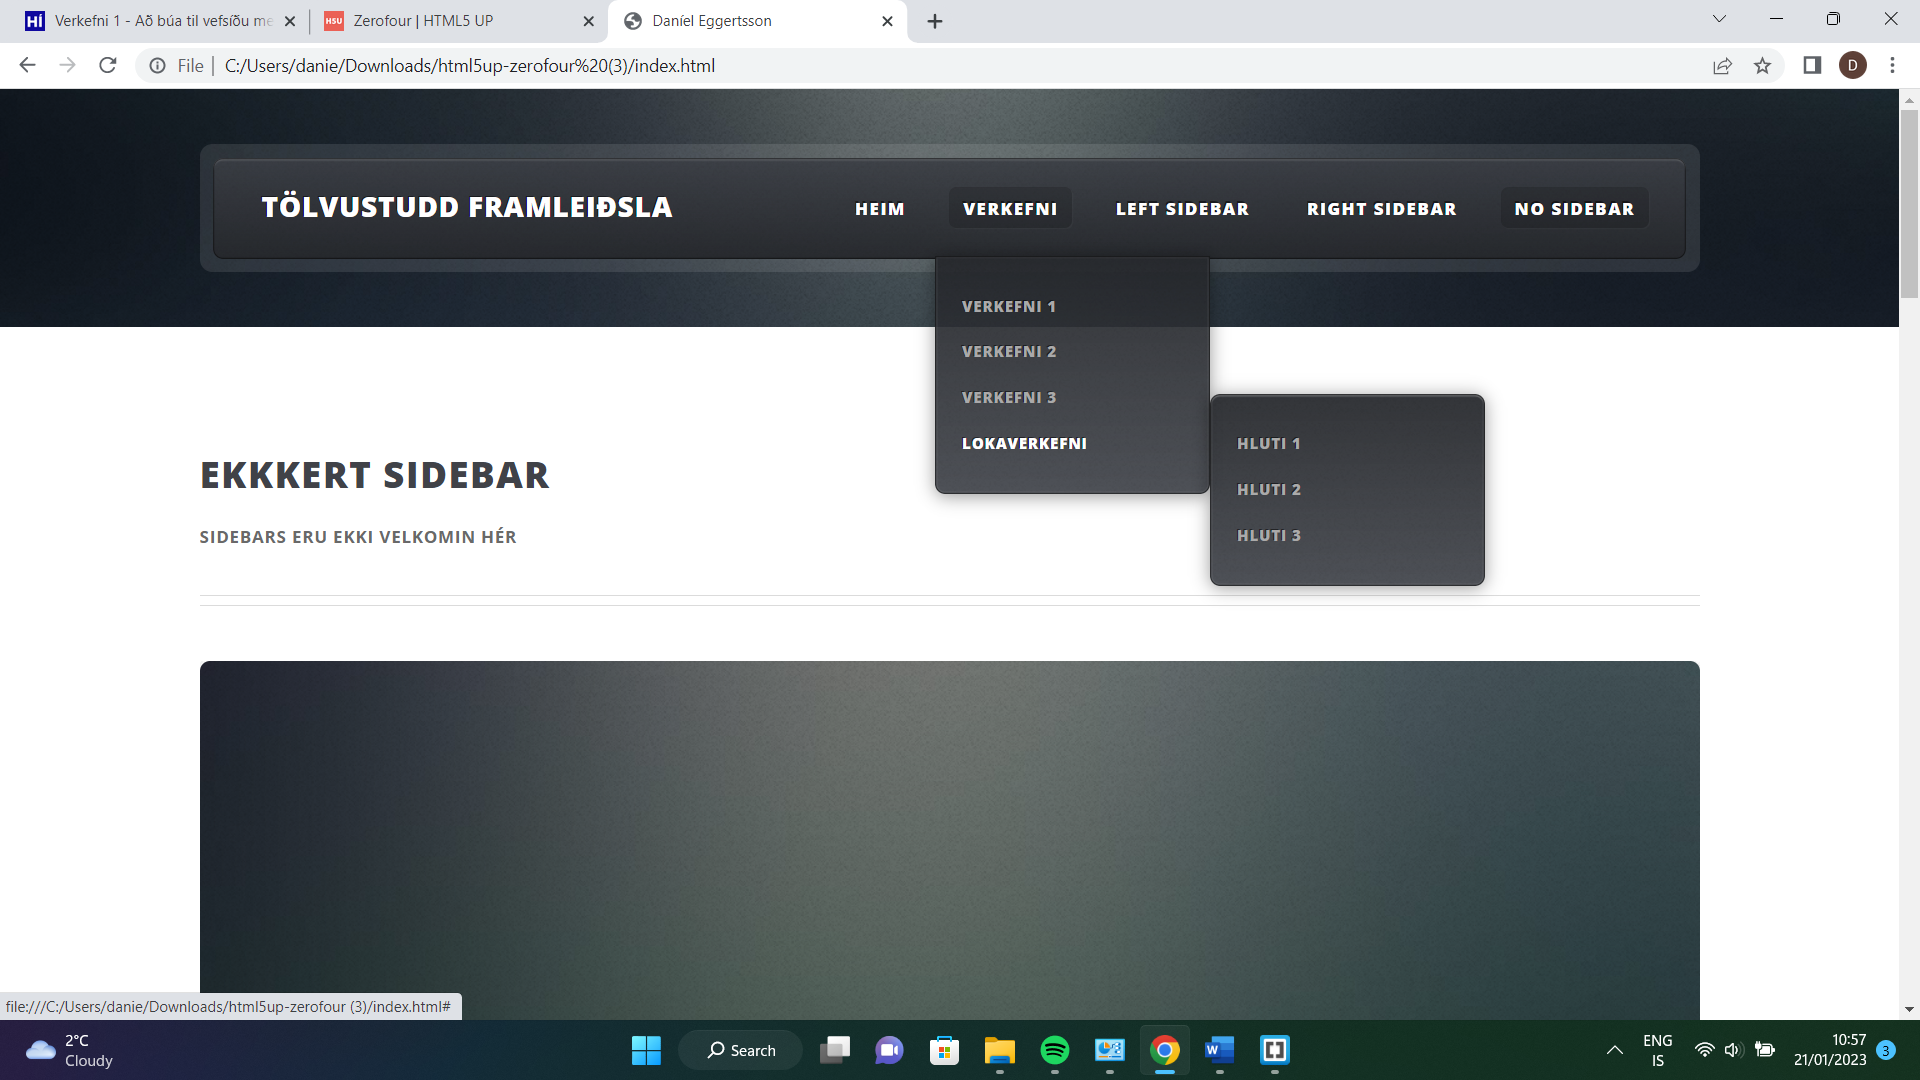 Verkefni 1 - Að búa til vefsíðu me
Zerofour | HTML5 UP
Daníel Eggertsson
File
C:/Users/danie/Downloads/html5up-zerofour%20(3)/index.html
D
TÖLVUSTUDD FRAMLEIÐSLA
HEIM
VERKEFNI
LEFT SIDEBAR
RIGHT SIDEBAR
NO SIDEBAR
VERKEFNI 1
VERKEFNI 2
VERKEFNI 3
LOKAVERKEFNI
HLUTI 1
HLUTI 2
HLUTI 3
EKKKERT SIDEBAR
SIDEBARS ERU EKKI VELKOMIN HÉR
file:///C:/Users/danie/Downloads/html5up-zerofour (3)/index.html#
2°C
Cloudy
Search
ENG
IS
10:57
21/01/2023
3